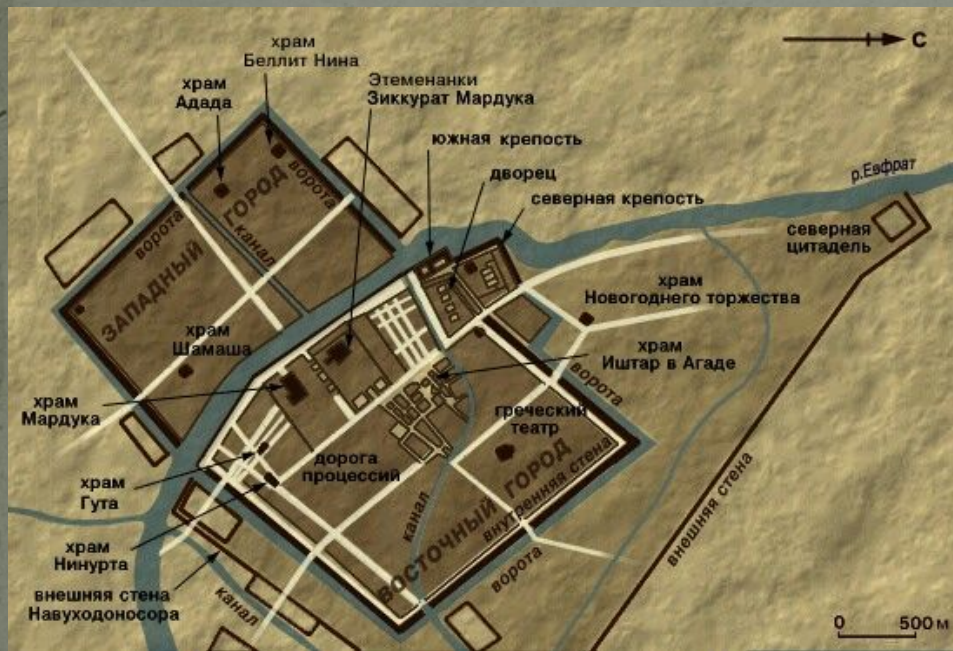 храм
Беллит Нина
Этеменанки
Зиккурат Мардука
С
храм
Адада
южная крепость
дворец
северная крепость
р.Евфрат
северная
цитадель
ворота
ГОРОД
канал
ворота
ЗАПАДНЫЙ
храм
Шамаша
храм
Новогоднего торжества
храм
Иштар в Агаде
ворота
храм
Мардука
греческий
театр
дорога
процессий
ВОСТОЧНЫЙ ГОРОД
внутренняя стена
канал
внешняя стена
ворота
храм
Гута
храм
Нинурта
внешняя стена
Навуходоносора
канал
0 500 м